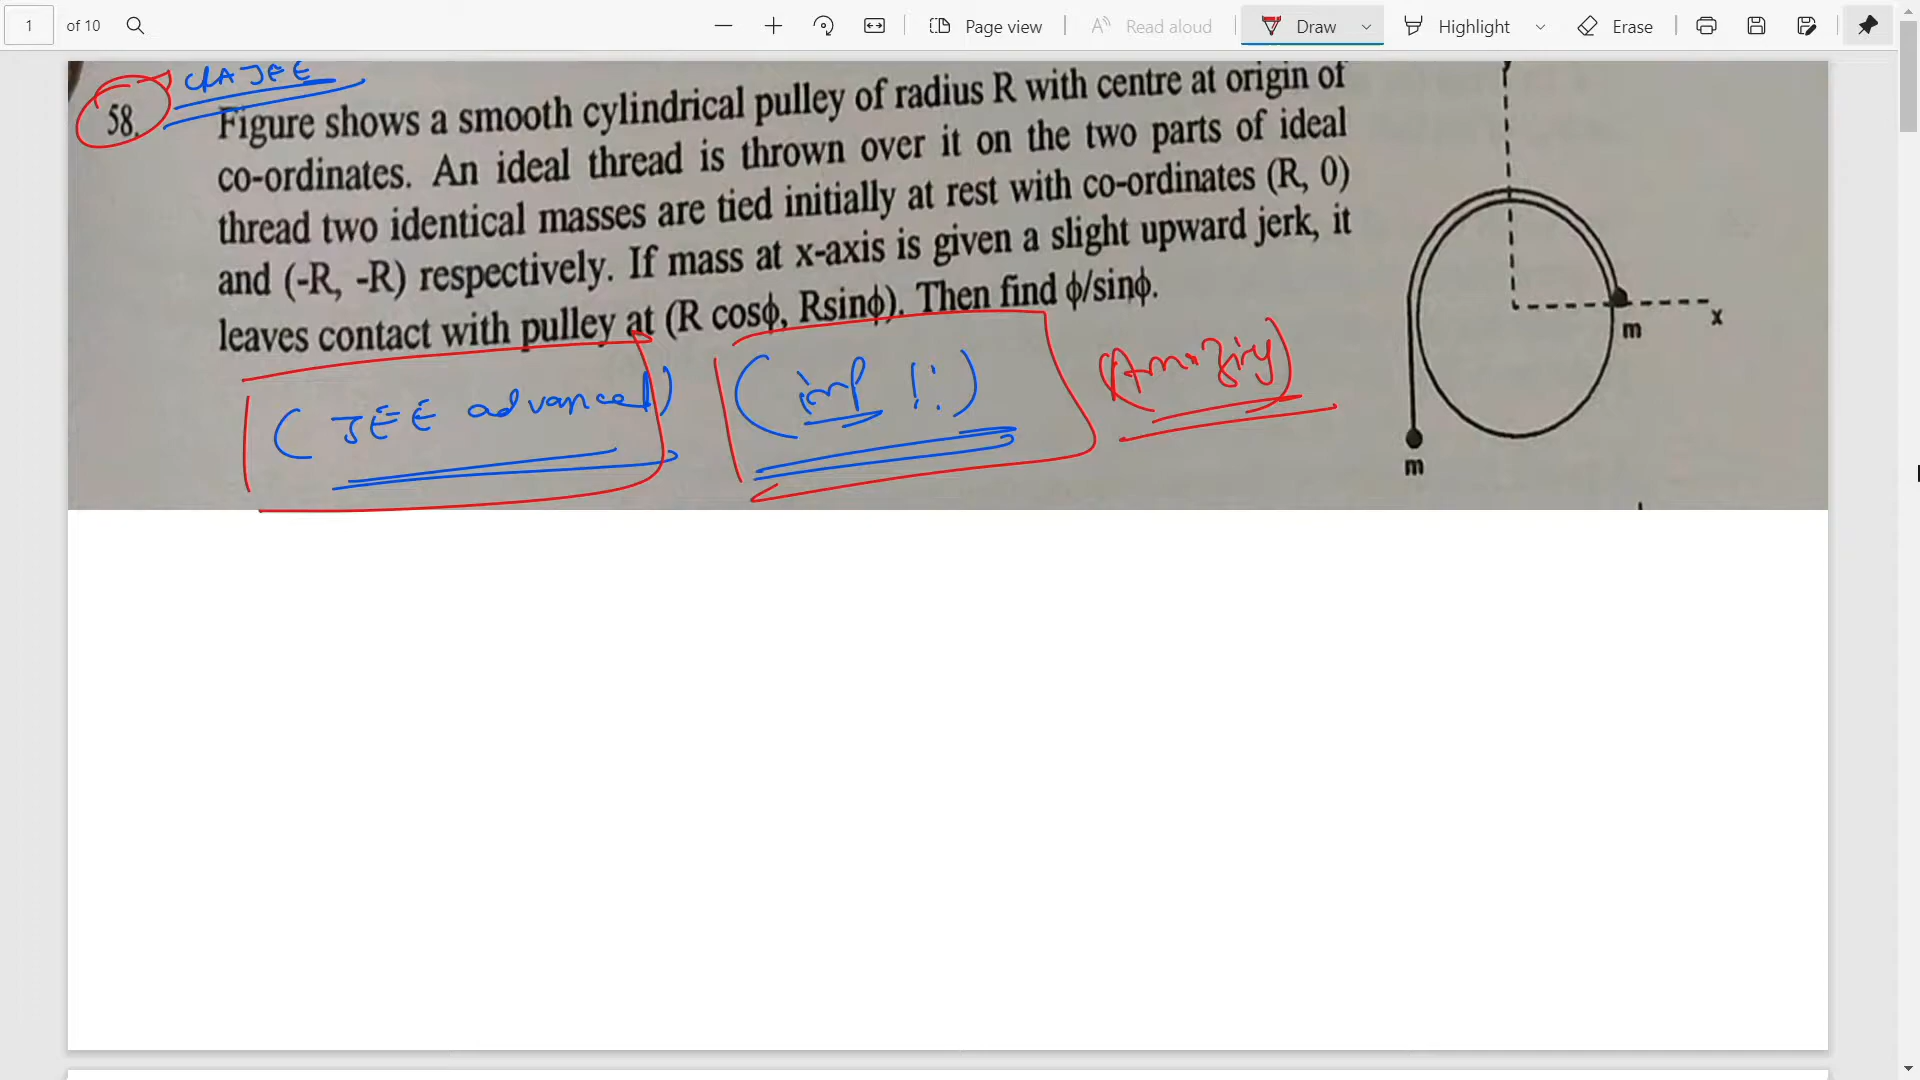 1 of 10 Page view Read aloud Draw Highlight Erase
58.
Figure shows a smooth cylindrical pulley of radius R with centre at origin of
co-ordinates. An ideal thread is thrown over it on the two parts of ideal
thread two identical masses are tied initially at rest with co-ordinates (R, 0)
and (-R, -R) respectively. If mass at x-axis is given a slight upward jerk, it
leaves contact with pulley at (R cosϕ, Rsinϕ). Then find ϕ/sinϕ.
(JEE advanced) (imp !!) (Amazing)
x
m
m